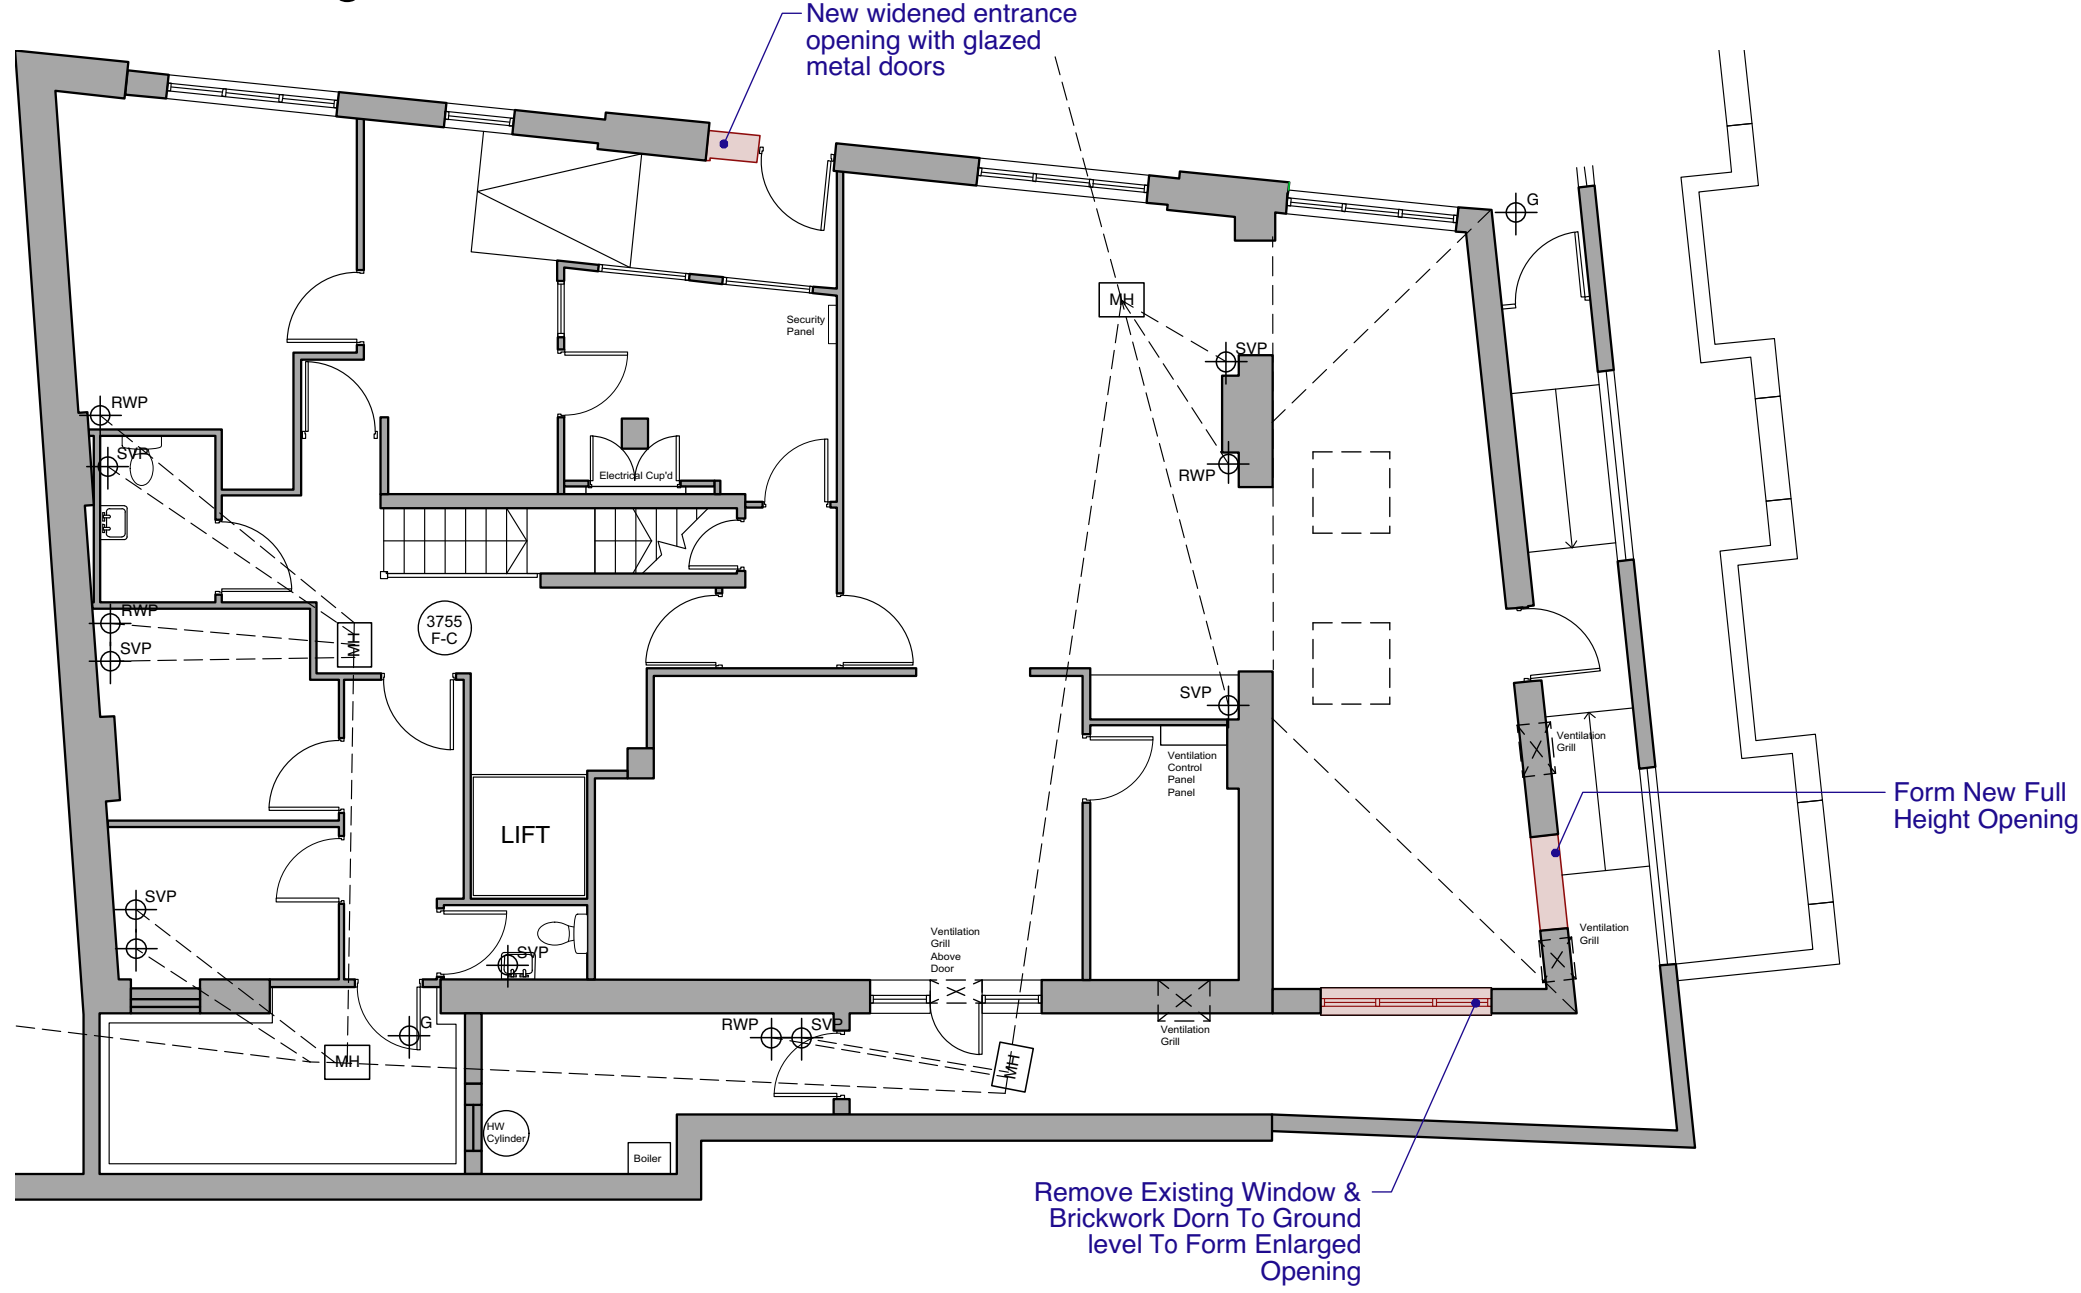 New widened entrance
opening with glazed
metal doors
G
MH
Security
Panel
SVP
RWP
SVP
RWP
Electrical Cup'd
RWP
SVP
MH
3755
F-C
SVP
Ventilation
Grill
Ventilation
Control
Panel
Panel
Form New Full
Height Opening
LIFT
SVP
Ventilation
Grill
Above
Door
Ventilation
Grill
SVP
G
RWP
SVP
Ventilation
Grill
MH
MH
HW
Cylinder
Boiler
Remove Existing Window &
Brickwork Dorn To Ground
level To Form Enlarged
Opening